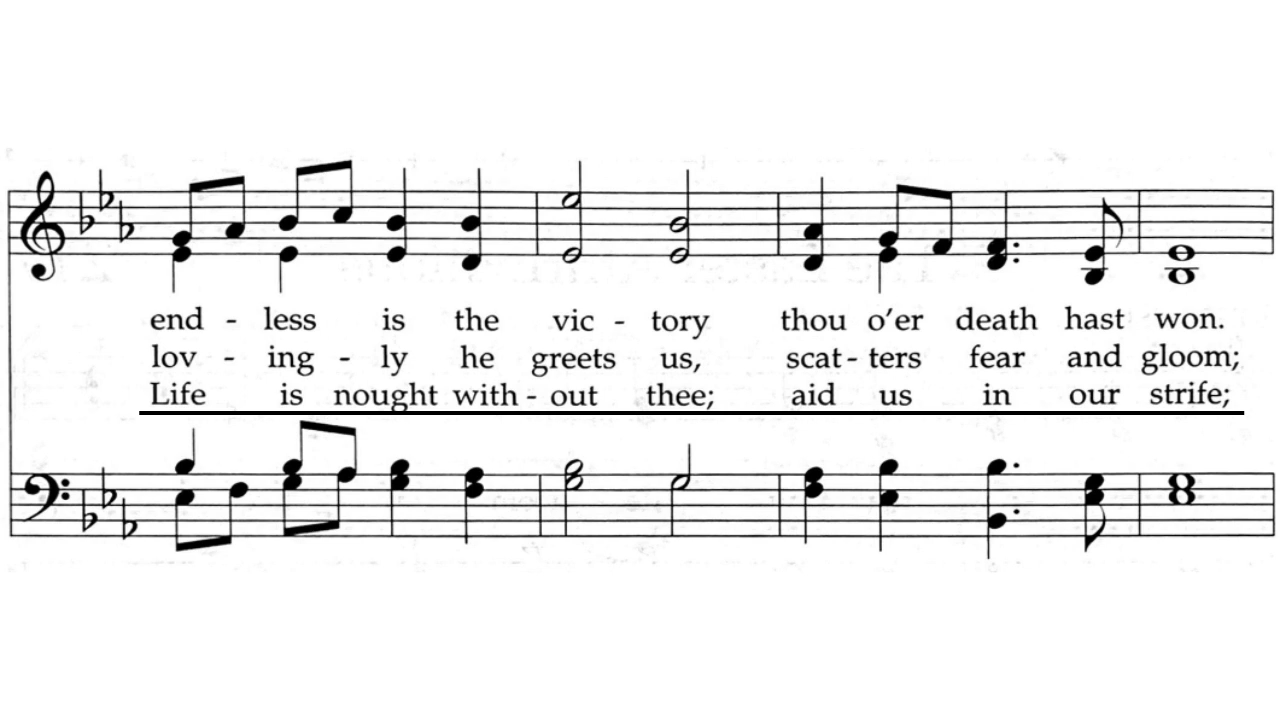 end - less is the vic - tory thou o'er death hast won.
lov - ing - ly he greets us, scat - ters fear and gloom;
Life is nought with - out thee; aid us in our strife;